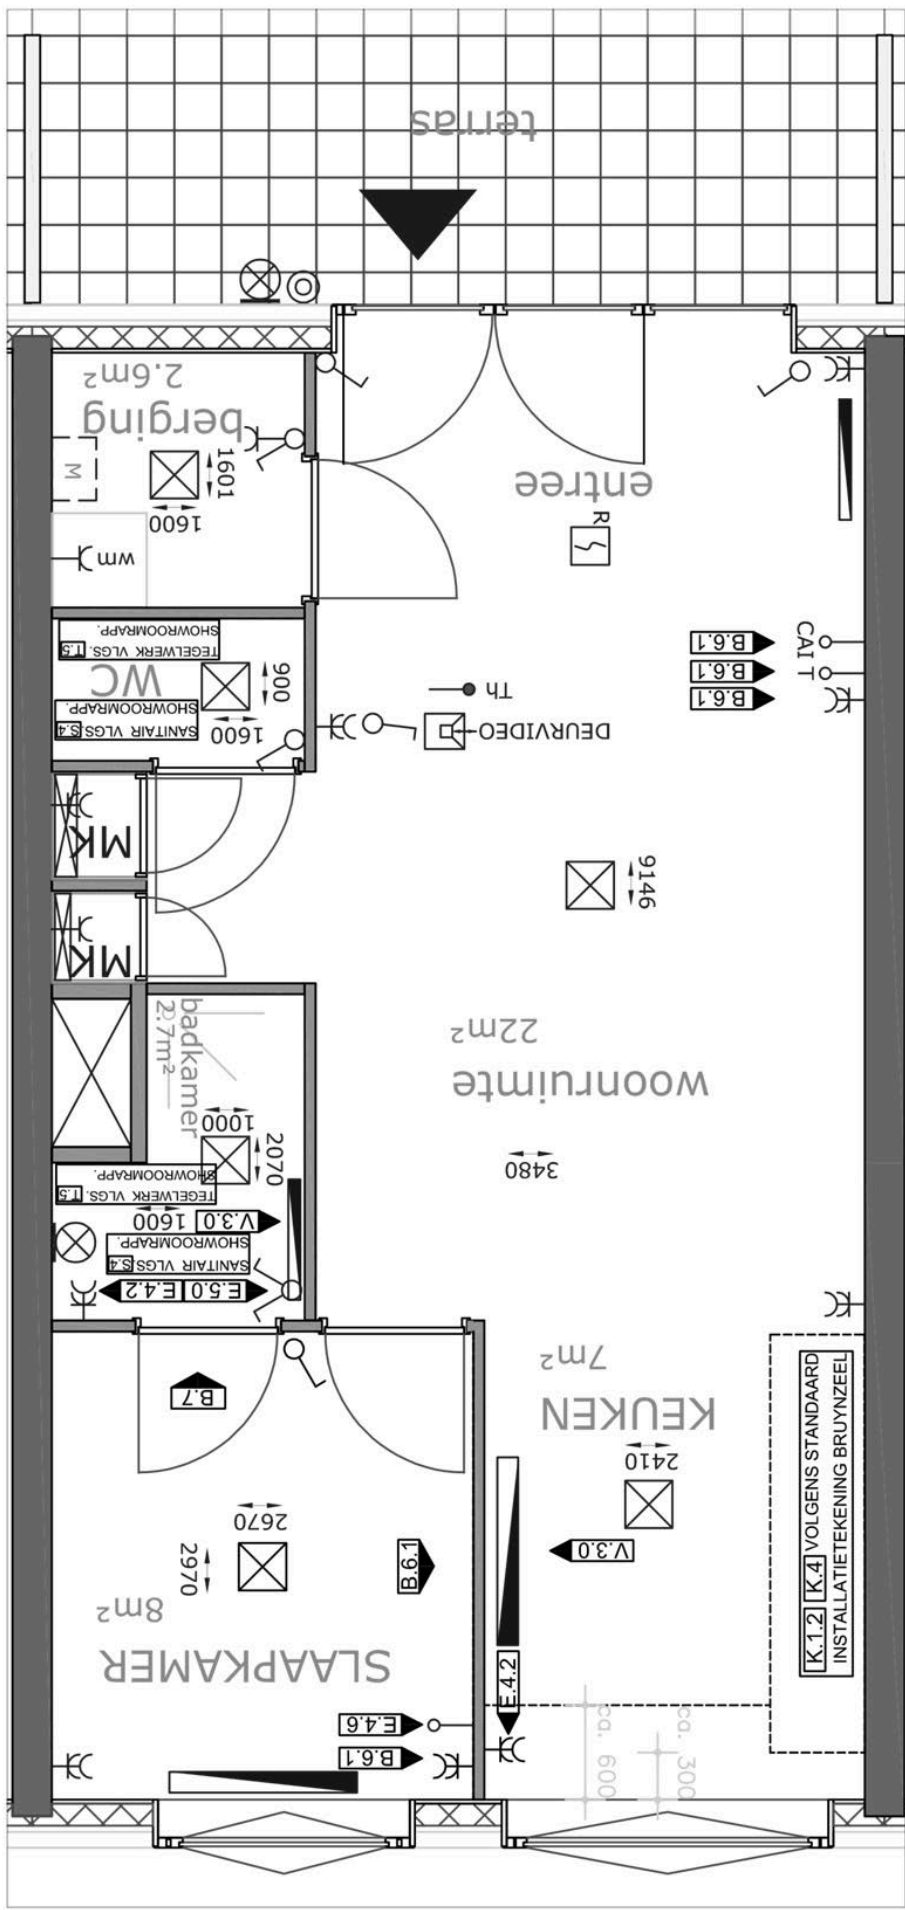 terras
2.6m²
berging
M
1601
1600
wm
entree
R
TEGELWERK VLGS. T.5
SHOWROOMRAPP.
WC
900
SANITAIR VLGS. S.4
SHOWROOMRAPP.
1600
B.6.1
CAI
B.6.1
T
B.6.1
Th
DEURVIDEO
MK
MK
9146
badkamer
2.7m²
22m²
woonruimte
1000
2070
3480
TEGELWERK VLGS. T.5
SHOWROOMRAPP.
1600
V.3.0
SANITAIR VLGS. S.4
SHOWROOMRAPP.
E.4.2
E.5.0
B.7
7m²
KEUKEN
2410
K.1.2 K.4 VOLGENS STANDAARD
INSTALLATIETEKENING BRUYNZEEL
2670
2970
B.6.1
V.3.0
8m²
SLAAPKAMER
E.4.2
E.4.6
B.6.1
ca. 600
ca. 300